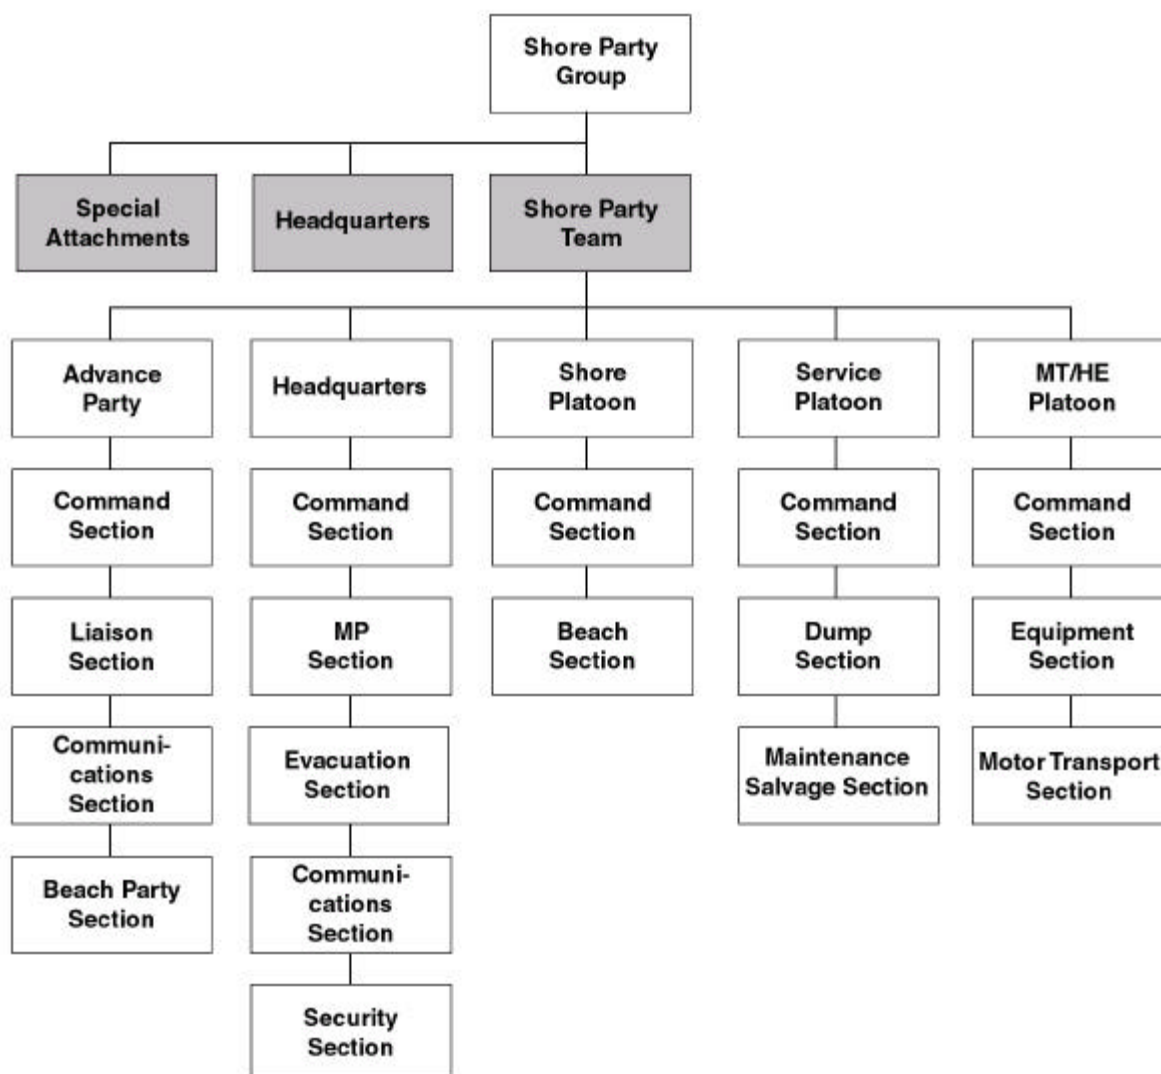 Shore Party
Group
Special
Attachments
Headquarters
Shore Party
Team
Advance
Party
Headquarters
Shore
Platoon
Service
Platoon
MT/HE
Platoon
Command
Section
Command
Section
Command
Section
Command
Section
Command
Section
Liaison
Section
MP
Section
Beach
Section
Dump
Section
Equipment
Section
Communi-
cations
Section
Evacuation
Section
Maintenance
Salvage Section
Motor Transport
Section
Beach Party
Section
Communi-
cations
Section
Security
Section